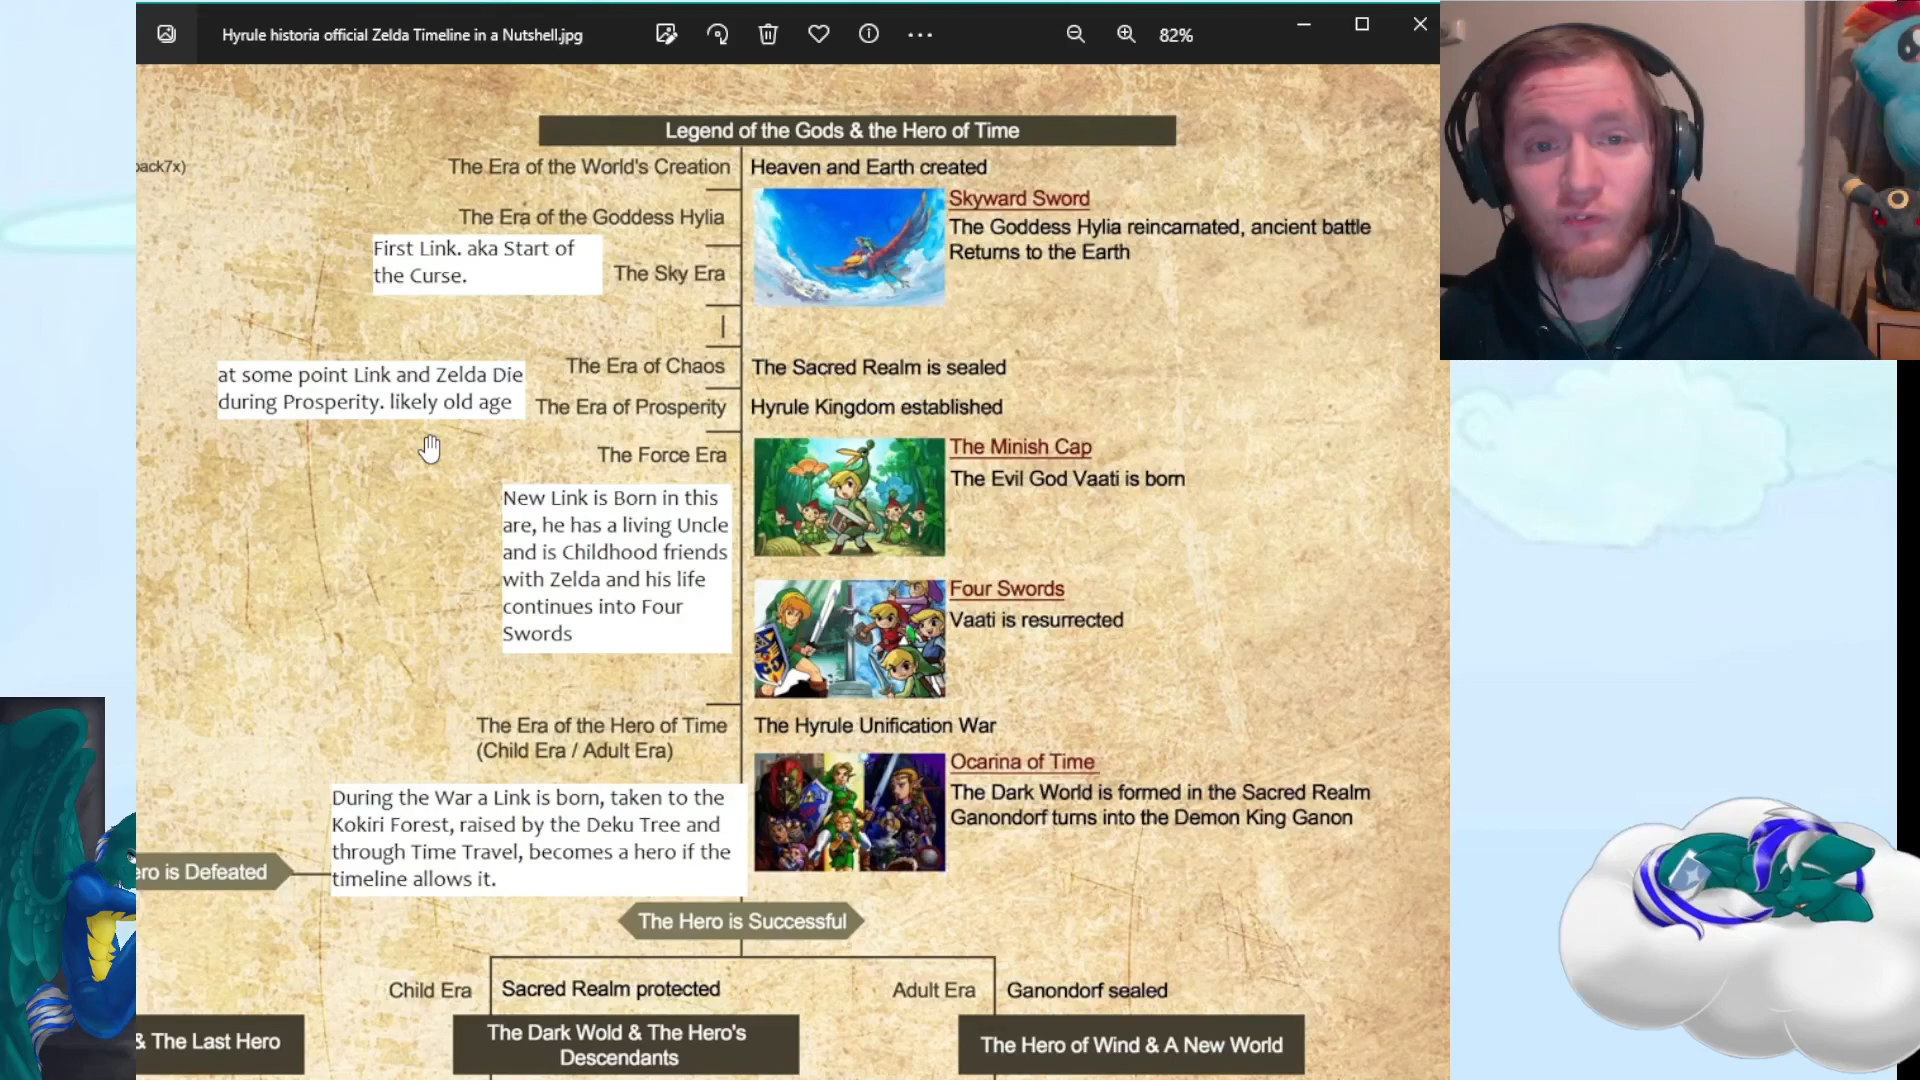 Hyrule historia official Zelda Timeline in a Nutshell.jpg
82%
Legend of the Gods & the Hero of Time
back7x)
The Era of the World's Creation
Heaven and Earth created
The Era of the Goddess Hylia
Skyward Sword
The Goddess Hylia reincarnated, ancient battle
Returns to the Earth
First Link. aka Start of
the Curse.
The Sky Era
at some point Link and Zelda Die
during Prosperity. likely old age
The Era of Chaos
The Sacred Realm is sealed
The Era of Prosperity
Hyrule Kingdom established
The Force Era
The Minish Cap
The Evil God Vaati is born
New Link is Born in this
are, he has a living Uncle
and is Childhood friends
with Zelda and his life
continues into Four
Swords
Four Swords
Vaati is resurrected
The Era of the Hero of Time
(Child Era / Adult Era)
The Hyrule Unification War
Ocarina of Time
The Dark World is formed in the Sacred Realm
Ganondorf turns into the Demon King Ganon
During the War a Link is born, taken to the
Kokiri Forest, raised by the Deku Tree and
through Time Travel, becomes a hero if the
timeline allows it.
ero is Defeated
The Hero is Successful
Child Era
Sacred Realm protected
Adult Era
Ganondorf sealed
& The Last Hero
The Dark Wold & The Hero's
Descendants
The Hero of Wind & A New World